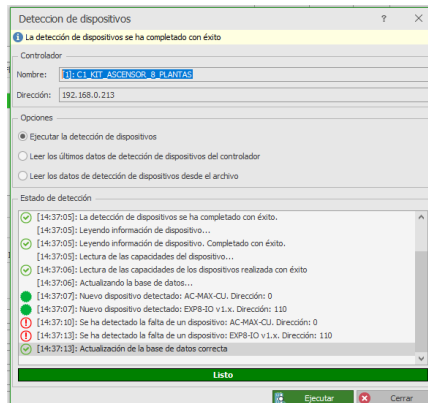 Deteccion de dispositivos
La detección de dispositivos se ha completado con éxito
Controlador
Nombre: [1]: C1_KIT_ASCENSOR_8_PLANTAS
Dirección: 192.168.0.213
Opciones
Ejecutar la detección de dispositivos
Leer los últimos datos de detección de dispositivos del controlador
Leer los datos de detección de dispositivos desde el archivo
Estado de detección
[14:37:05]: La detección de dispositivos se ha completado con éxito.
[14:37:05]: Leyendo información de dispositivo...
[14:37:05]: Leyendo información de dispositivo. Completado con éxito.
[14:37:05]: Lectura de las capacidades del dispositivo...
[14:37:06]: Lectura de las capacidades de los dispositivos realizada con éxito
[14:37:06]: Actualizando la base de datos...
[14:37:07]: Nuevo dispositivo detectado: AC-MAX-CU. Dirección: 0
[14:37:07]: Nuevo dispositivo detectado: EXP8-IO v1.x. Dirección: 110
[14:37:10]: Se ha detectado la falta de un dispositivo: AC-MAX-CU. Dirección: 0
[14:37:13]: Se ha detectado la falta de un dispositivo: EXP8-IO v1.x. Dirección: 110
[14:37:13]: Actualización de la base de datos correcta
Listo
Ejecutar Cerrar